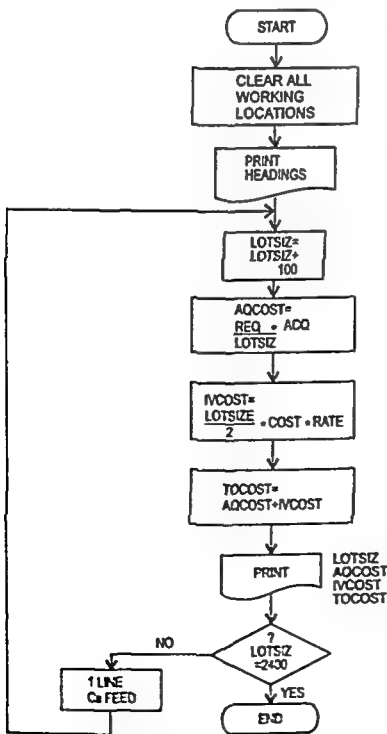 START
CLEAR ALL
WORKING
LOCATIONS
PRINT
HEADINGS
LOTSIZ=
LOTSIZ+
100
AQCOST=
REQ * ACQ
LOTSIZ
IVCOST=
LOTSIZE * COST * RATE
2
TOCOST=
AQCOST+IVCOST
PRINT
LOTSIZ
AQCOST
IVCOST
TOCOST
?
LOTSIZ
=2400
NO
YES
1 LINE
FEED
END